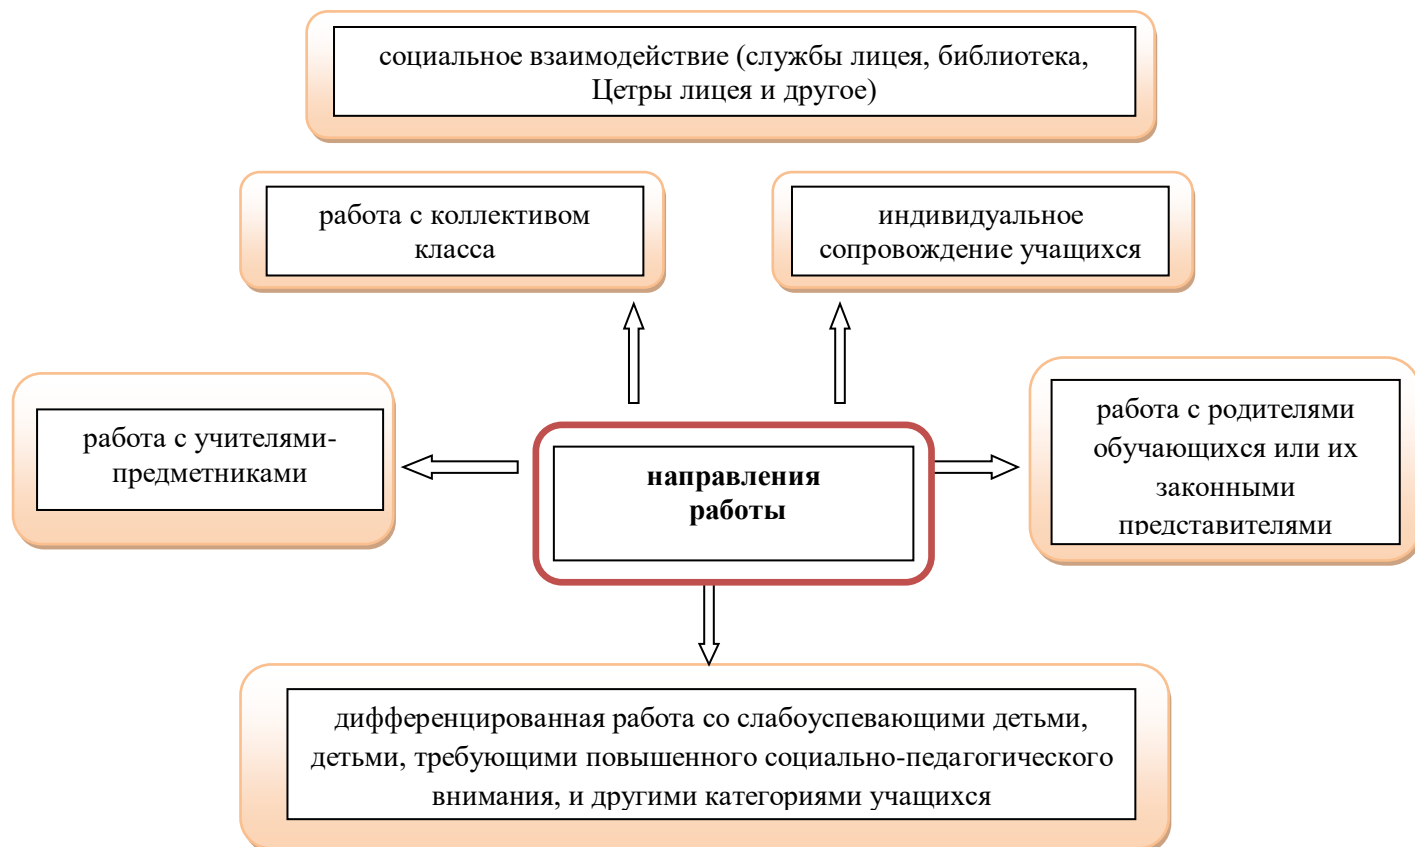 социальное взаимодействие (службы лицея, библиотека,
Цетры лицея и другое)
работа с коллективом
класса
индивидуальное
сопровождение учащихся
работа с учителями-
предметниками
направления
работы
работа с родителями
обучающихся или их
законными
представителями
дифференцированная работа со слабоуспевающими детьми,
детьми, требующими повышенного социально-педагогического
внимания, и другими категориями учащихся